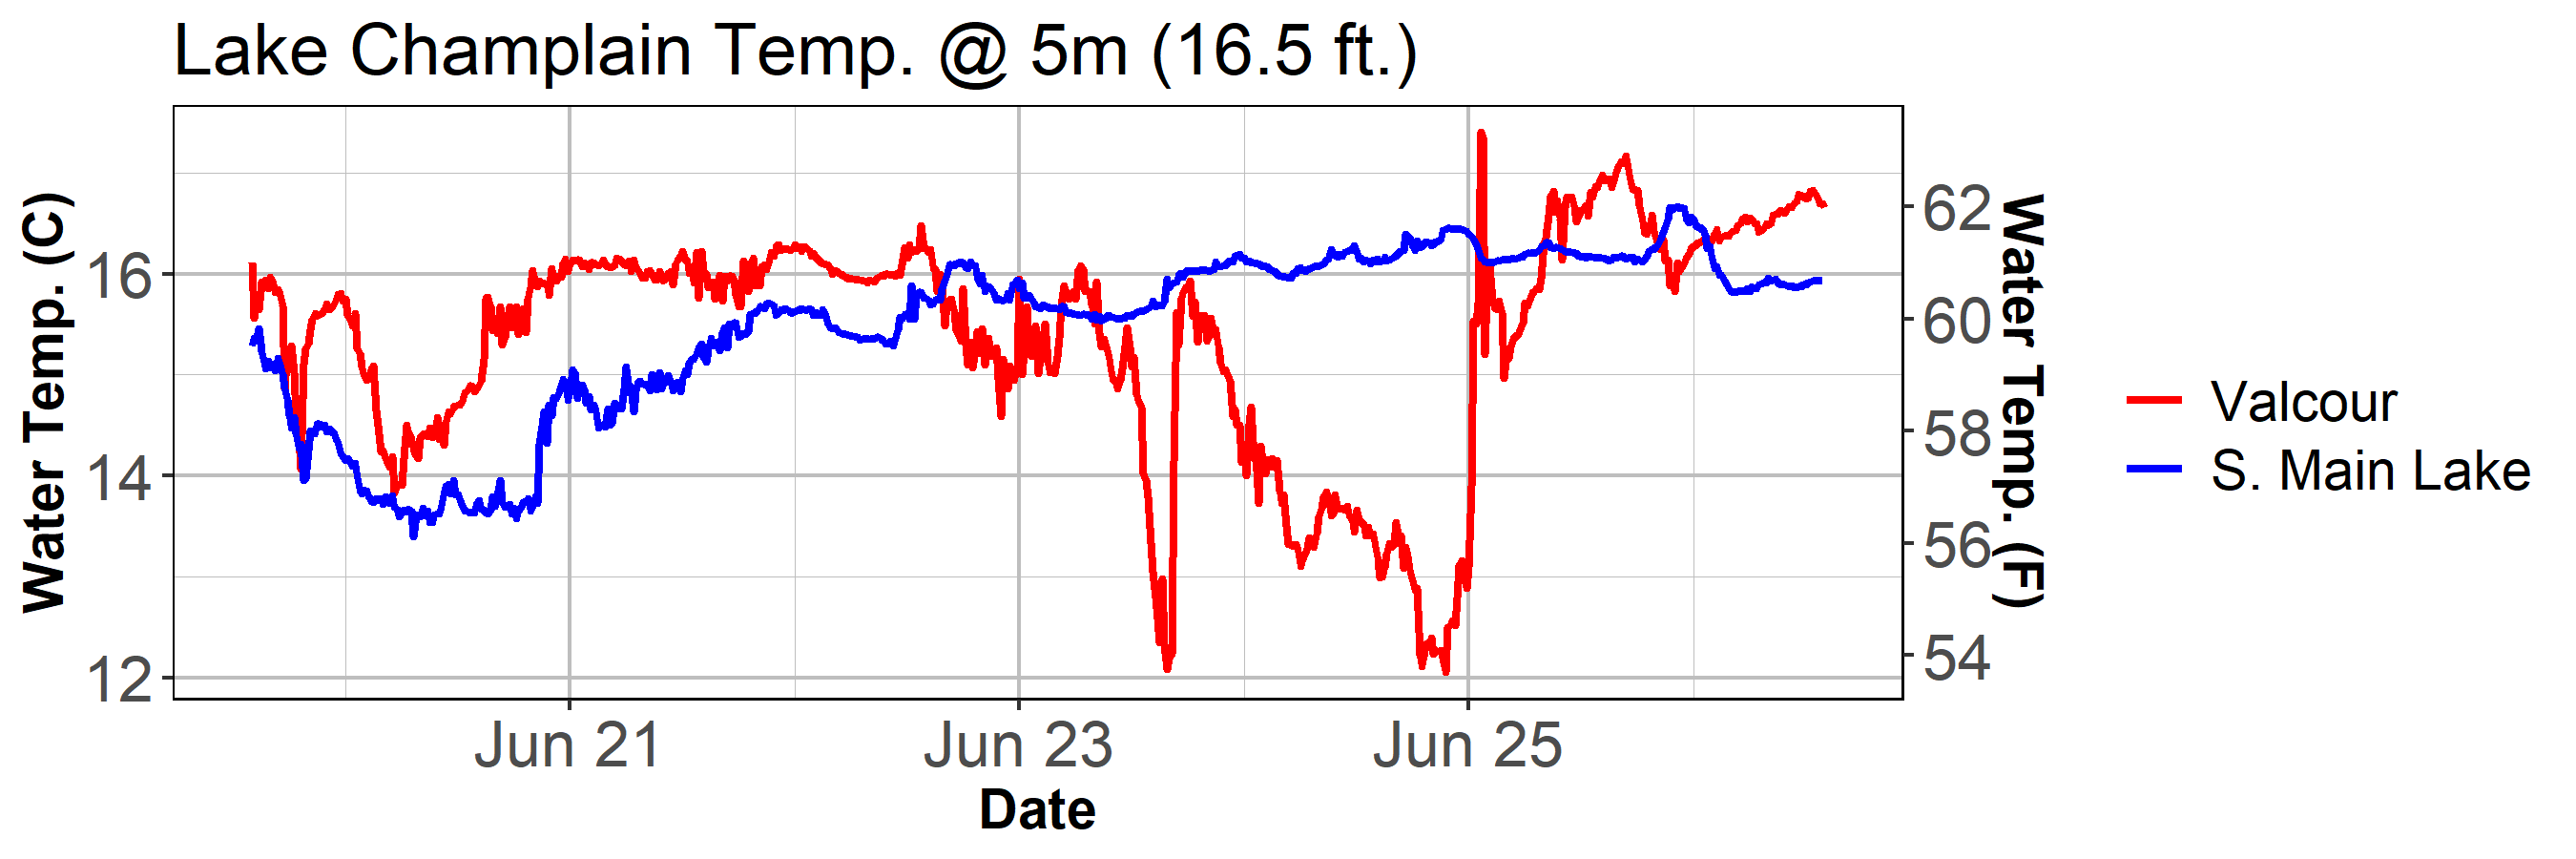 Lake Champlain Temp. @ 5m (16.5 ft.)
Water Temp. (C)
16
14
12
62
60
58
56
54
Water Temp. (F)
Jun 21
Jun 23
Jun 25
Date
Valcour
S. Main Lake